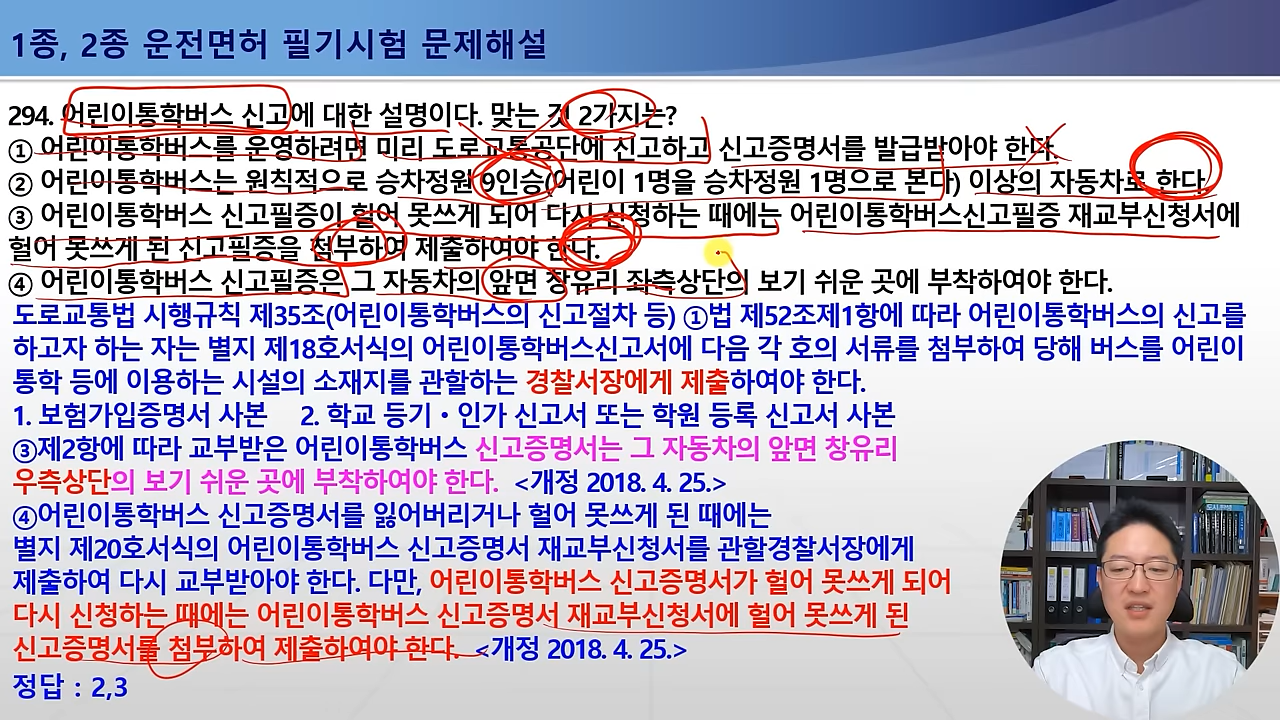 1종, 2종 운전면허 필기시험 문제해설
294. 어린이통학버스 신고에 대한 설명이다. 맞는 것 2가지는?
① 어린이통학버스를 운영하려면 미리 도로교통공단에 신고하고 신고증명서를 발급받아야 한다.
② 어린이통학버스는 원칙적으로 승차정원 9인승(어린이 1명을 승차정원 1명으로 본다) 이상의 자동차로 한다.
③ 어린이통학버스 신고필증이 헐어 못쓰게 되어 다시 신청하는 때에는 어린이통학버스신고필증 재교부신청서에
헐어 못쓰게 된 신고필증을 첨부하여 제출하여야 한다.
④ 어린이통학버스 신고필증은 그 자동차의 앞면 창유리 좌측상단의 보기 쉬운 곳에 부착하여야 한다.
도로교통법 시행규칙 제35조(어린이통학버스의 신고절차 등) ①법 제52조제1항에 따라 어린이통학버스의 신고를
하고자 하는 자는 별지 제18호서식의 어린이통학버스신고서에 다음 각 호의 서류를 첨부하여 당해 버스를 어린이
통학 등에 이용하는 시설의 소재지를 관할하는 경찰서장에게 제출하여야 한다.
1. 보험가입증명서 사본 2. 학교 등기・인가 신고서 또는 학원 등록 신고서 사본
③제2항에 따라 교부받은 어린이통학버스 신고증명서는 그 자동차의 앞면 창유리
우측상단의 보기 쉬운 곳에 부착하여야 한다. <개정 2018. 4. 25.>
④어린이통학버스 신고증명서를 잃어버리거나 헐어 못쓰게 된 때에는
별지 제20호서식의 어린이통학버스 신고증명서 재교부신청서를 관할경찰서장에게
제출하여 다시 교부받아야 한다. 다만, 어린이통학버스 신고증명서가 헐어 못쓰게 되어
다시 신청하는 때에는 어린이통학버스 신고증명서 재교부신청서에 헐어 못쓰게 된
신고증명서를 첨부하여 제출하여야 한다. <개정 2018. 4. 25.>
정답 : 2,3